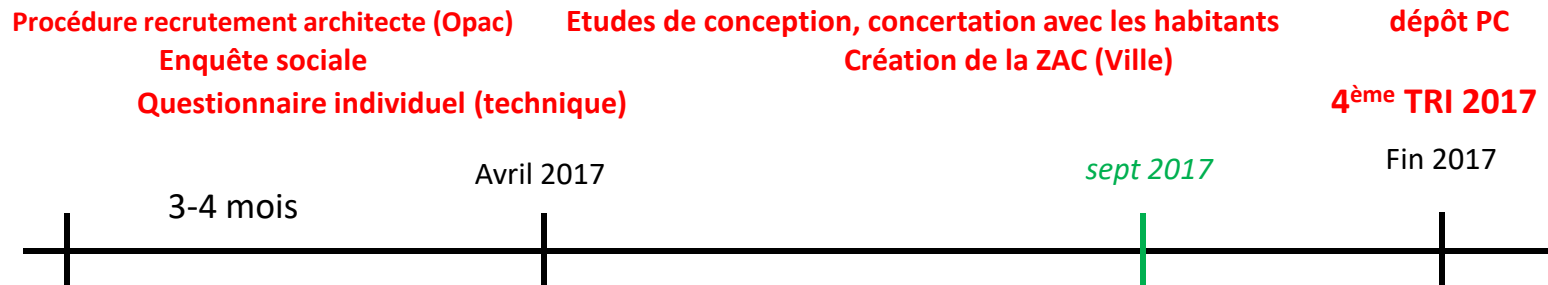 Procédure recrutement architecte (Opac)
Enquête sociale
Questionnaire individuel (technique)
Etudes de conception, concertation avec les habitants
Création de la ZAC (Ville)
dépôt PC
4ème TRI 2017
3-4 mois
Avril 2017
sept 2017
Fin 2017